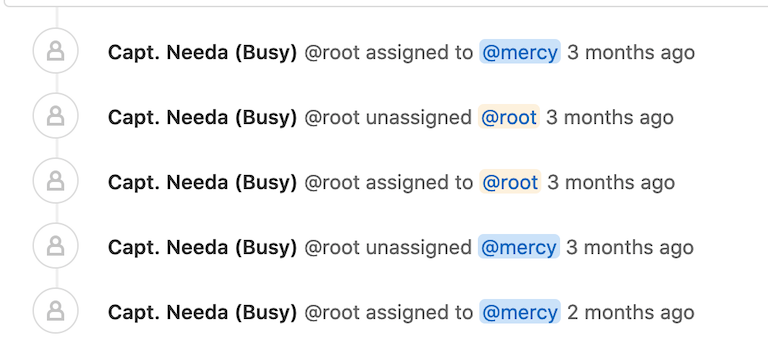 Capt. Needa (Busy) @root assigned to @mercy 3 months ago
Capt. Needa (Busy) @root unassigned @root 3 months ago
Capt. Needa (Busy) @root assigned to @root 3 months ago
Capt. Needa (Busy) @root unassigned @mercy 3 months ago
Capt. Needa (Busy) @root assigned to @mercy 2 months ago